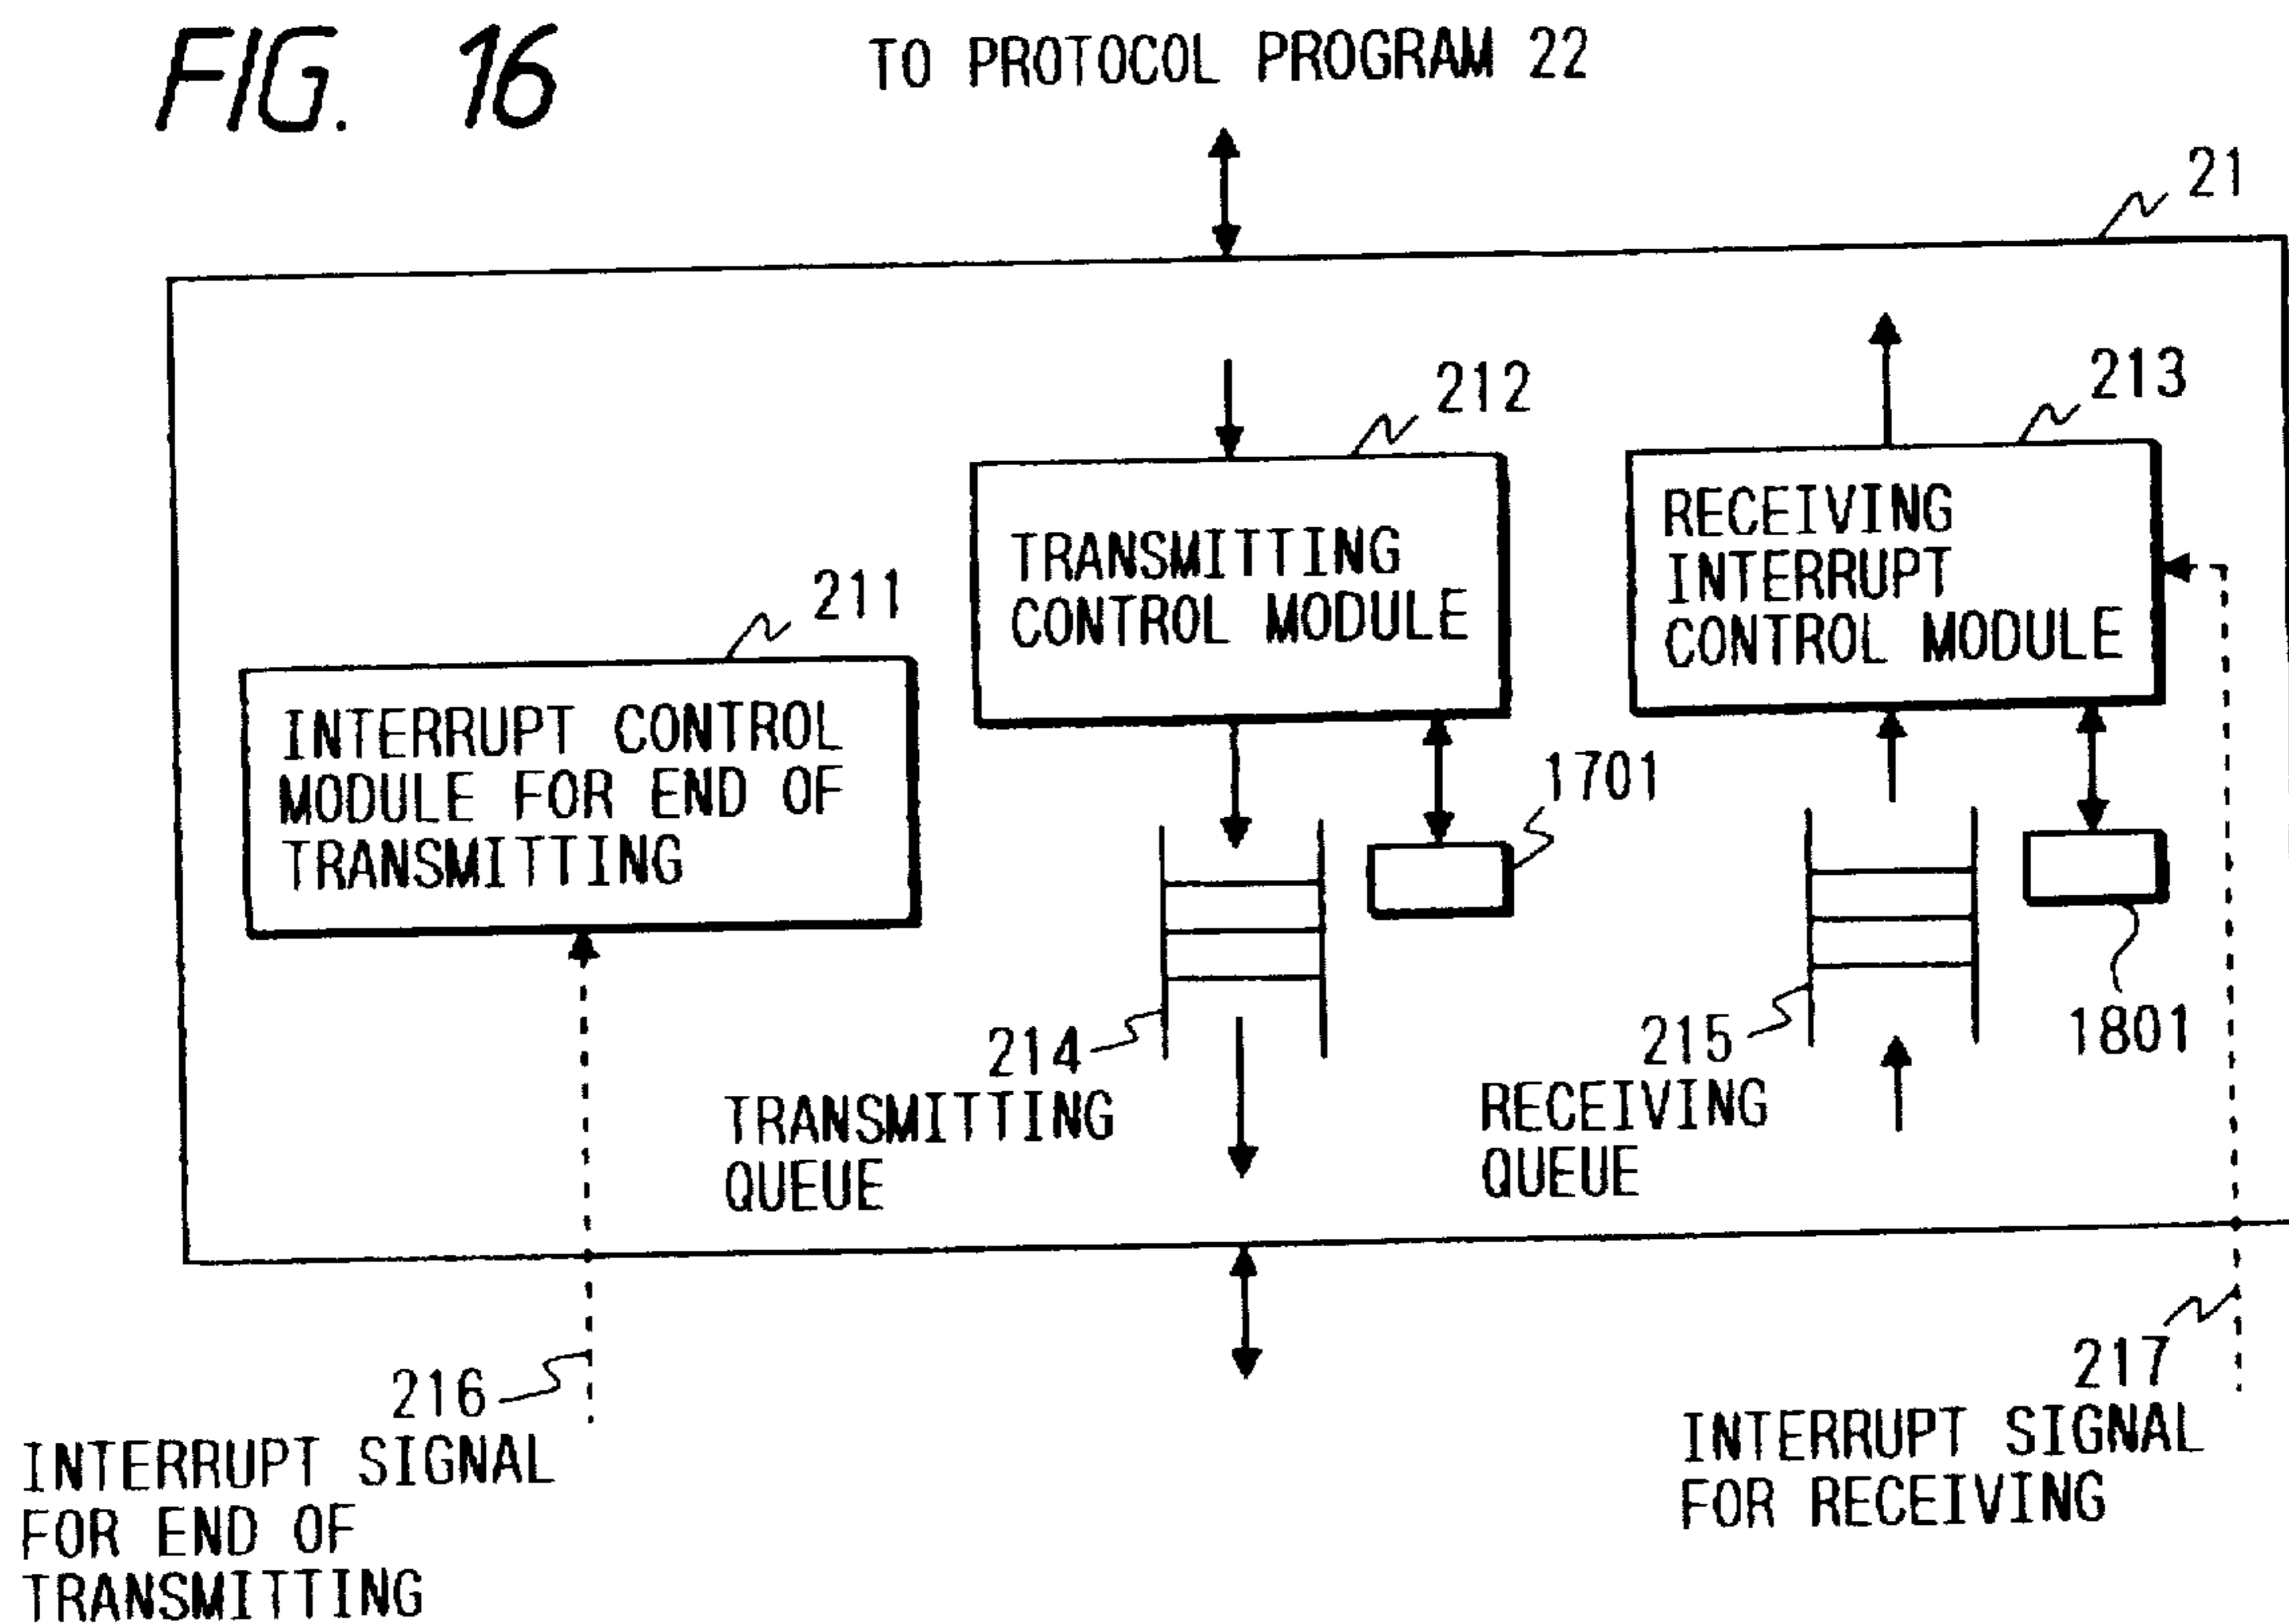 FIG. 16
TO PROTOCOL PROGRAM 22
21
212
213
211
TRANSMITTING
CONTROL MODULE
RECEIVING
INTERRUPT
CONTROL MODULE
INTERRUPT CONTROL
MODULE FOR END OF
TRANSMITTING
1701
1801
214
TRANSMITTING
QUEUE
215
RECEIVING
QUEUE
216
INTERRUPT SIGNAL
FOR END OF
TRANSMITTING
217
INTERRUPT SIGNAL
FOR RECEIVING